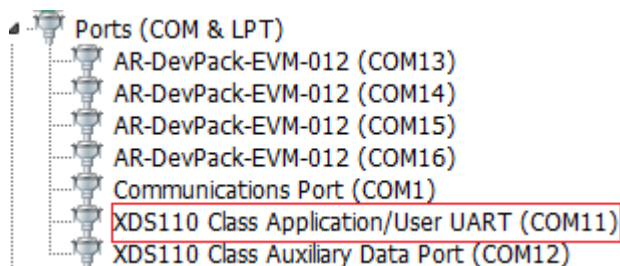 Ports (COM & LPT)
AR-DevPack-EVM-012 (COM13)
AR-DevPack-EVM-012 (COM14)
AR-DevPack-EVM-012 (COM15)
AR-DevPack-EVM-012 (COM16)
Communications Port (COM1)
XDS110 Class Application/User UART (COM11)
XDS110 Class Auxiliary Data Port (COM12)